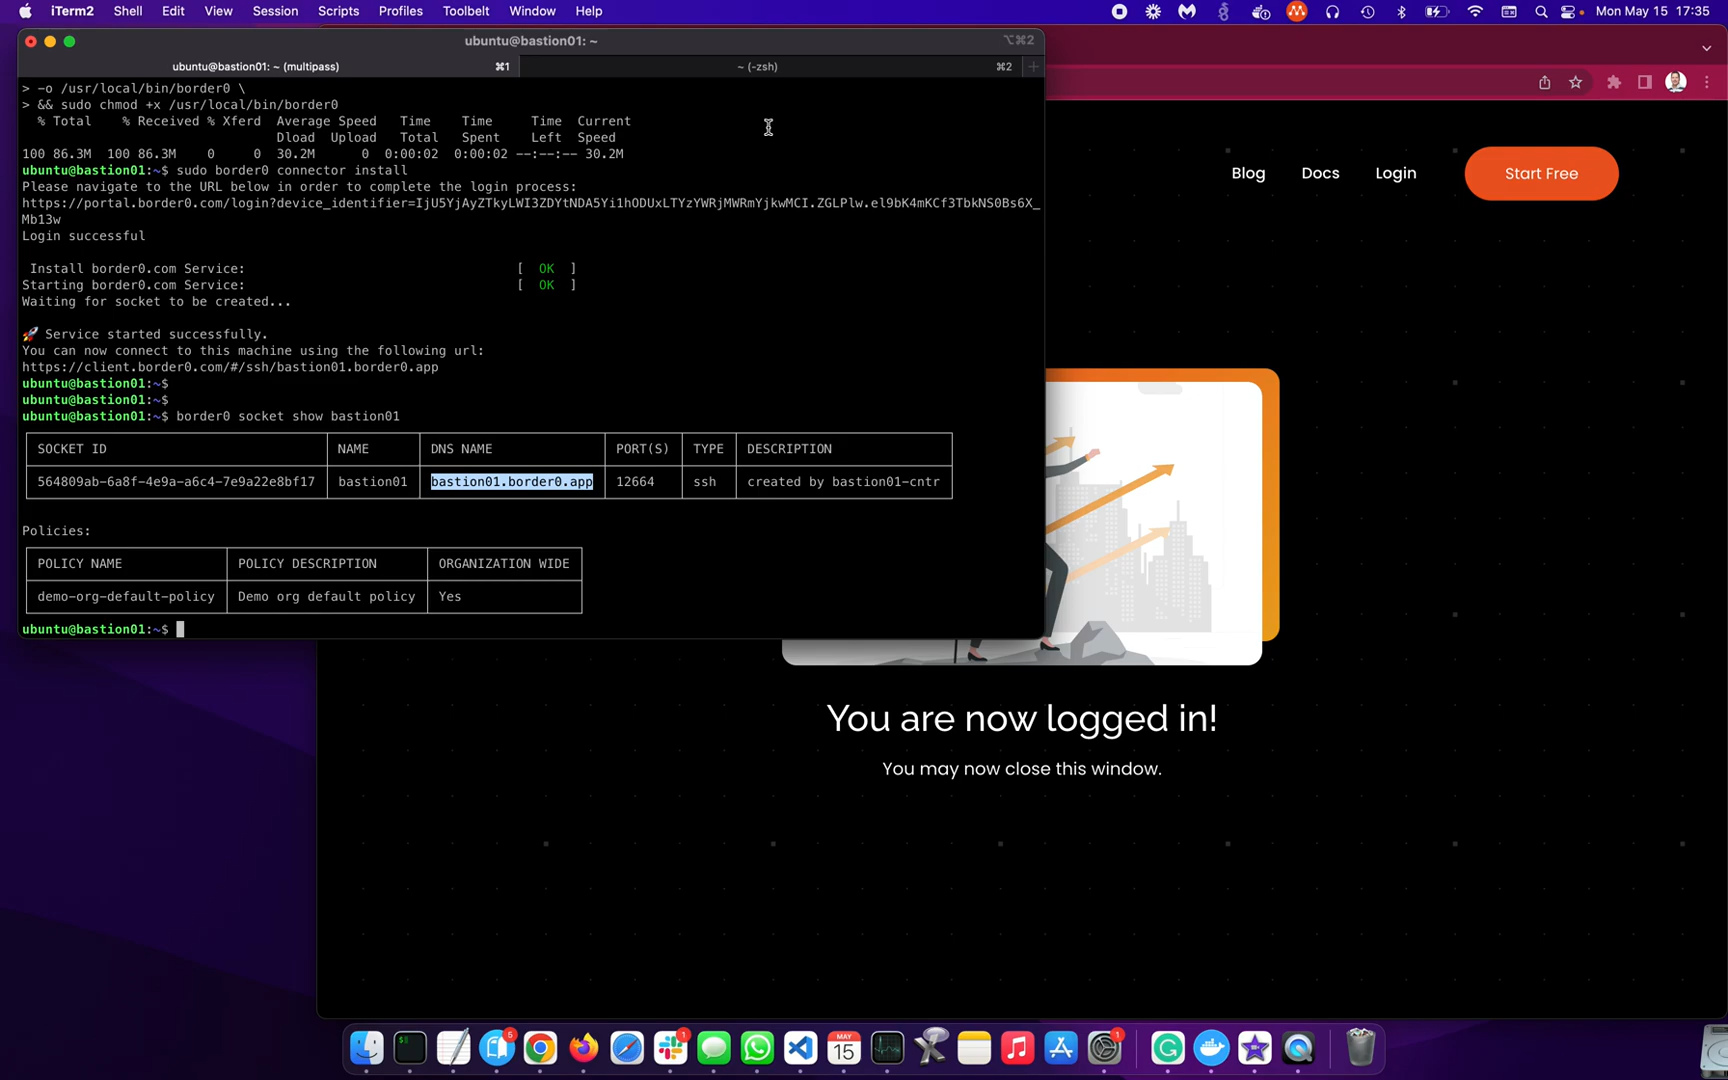 iTerm2 Shell Edit View Session Scripts Profiles Toolbelt Window Help Mon May 15 17:35
ubuntu@bastion01: ~ ⌥⌘2
ubuntu@bastion01: ~ (multipass) ⌘1 ~ (-zsh) ⌘2 +
> -o /usr/local/bin/border0 \
> && sudo chmod +x /usr/local/bin/border0
% Total % Received % Xferd Average Speed Time Time Time Current
Dload Upload Total Spent Left Speed
100 86.3M 100 86.3M 0 0 30.2M 0 0:00:02 0:00:02 --:--:-- 30.2M
ubuntu@bastion01:~$ sudo border0 connector install
Please navigate to the URL below in order to complete the login process:
https://portal.border0.com/login?device_identifier=IjU5YjAyZTkyLWI3ZDYtNDA5Yi1hODUxLTYzYWRjMWRmYjkwMCI.ZGLPlw.el9bK4mKCf3TbkNS0Bs6X_
Mb13w
Login successful
Install border0.com Service: [ OK ]
Starting border0.com Service: [ OK ]
Waiting for socket to be created...
🚀 Service started successfully.
You can now connect to this machine using the following url:
https://client.border0.com/#/ssh/bastion01.border0.app
ubuntu@bastion01:~$
ubuntu@bastion01:~$
ubuntu@bastion01:~$ border0 socket show bastion01
SOCKET ID NAME DNS NAME PORT(S) TYPE DESCRIPTION
564809ab-6a8f-4e9a-a6c4-7e9a22e8bf17 bastion01 bastion01.border0.app 12664 ssh created by bastion01-cntr
Policies:
POLICY NAME POLICY DESCRIPTION ORGANIZATION WIDE
demo-org-default-policy Demo org default policy Yes
ubuntu@bastion01:~$
Blog Docs Login Start Free
You are now logged in!
You may now close this window.
5 1 MAY 15 1